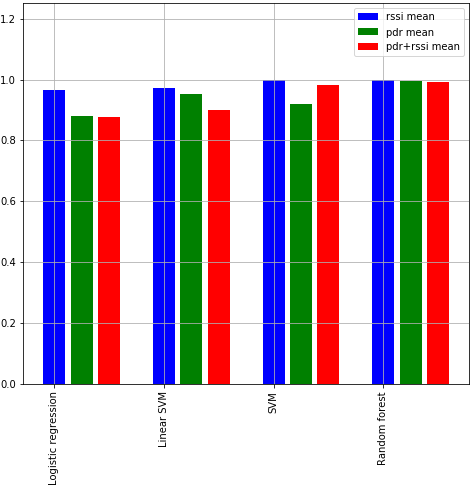 rssi mean
pdr mean
pdr+rssi mean
1.2
1.0
0.8
0.6
0.4
0.2
0.0
Logistic regression
Linear SVM
SVM
Random forest